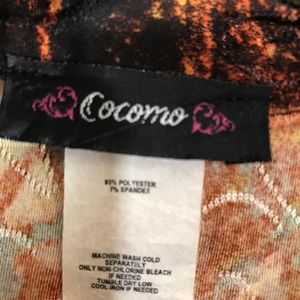 Cocomo
93% POLYESTER
7% SPANDEX
MACHINE WASH COLD
SEPARATELY
ONLY NON-CHLORINE BLEACH
IF NEEDED
TUMBLE DRY LOW
COOL IRON IF NEEDED